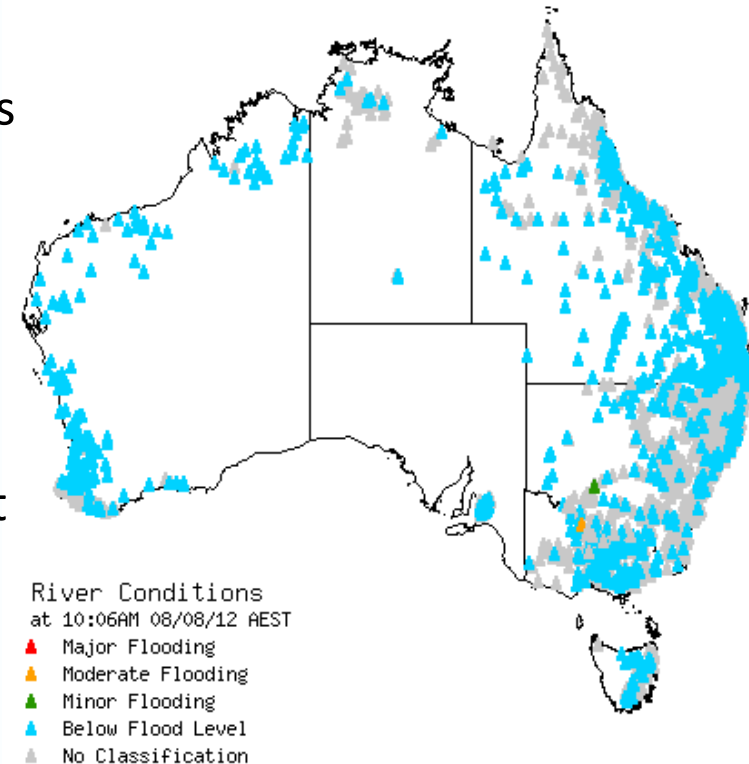 s
t
River Conditions
at 10:06AM 08/08/12 AEST
Major Flooding
Moderate Flooding
Minor Flooding
Below Flood Level
No Classification